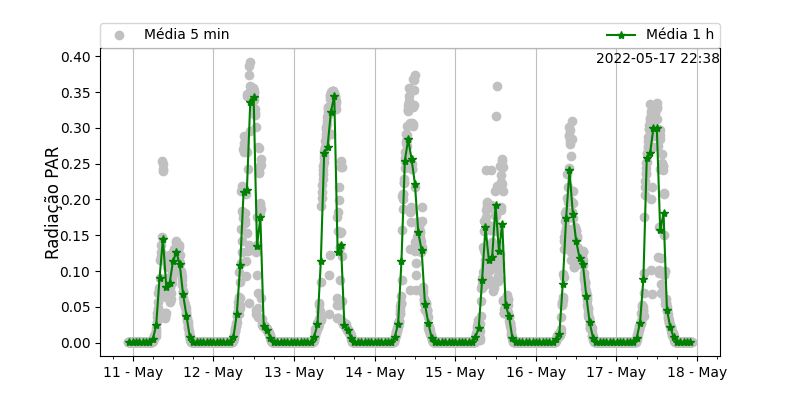 Média 5 min
Média 1 h
2022-05-17 22:38
Radiação PAR
0.40
0.35
0.30
0.25
0.20
0.15
0.10
0.05
0.00
11 - May
12 - May
13 - May
14 - May
15 - May
16 - May
17 - May
18 - May